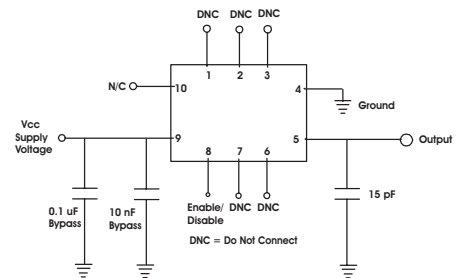 DNC DNC DNC
1 2 3
N/C 10
4
Ground
Vcc
Supply
Voltage
9
5
Output
8 7 6
15 pF
0.1 uF
Bypass
10 nF
Bypass
Enable/
Disable
DNC DNC
DNC = Do Not Connect